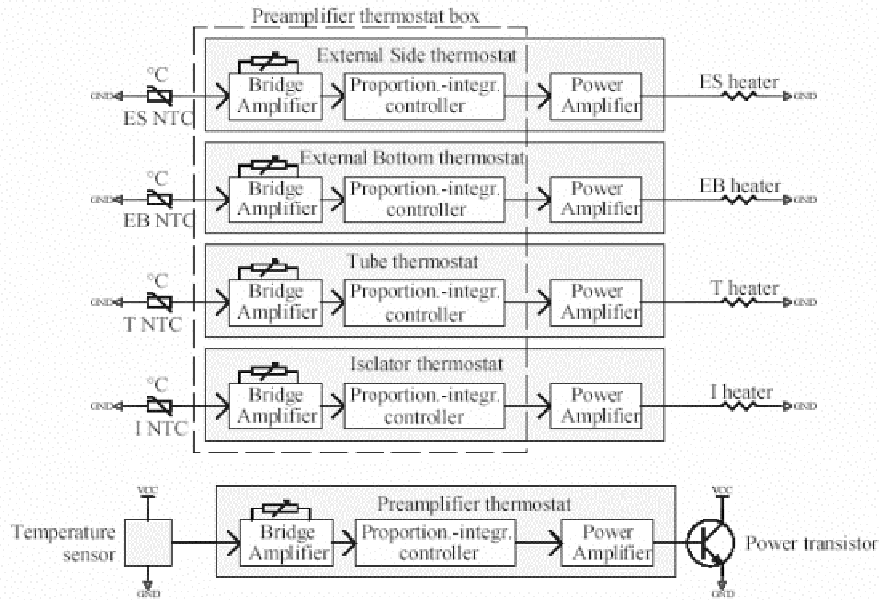 Preamplifier thermostat box
External Side thermostat
°C
GND
ES NTC
Bridge
Amplifier
Proportion.-integr.
controller
Power
Amplifier
ES heater
GND
External Bottom thermostat
°C
GND
EB NTC
Bridge
Amplifier
Proportion.-integr.
controller
Power
Amplifier
EB heater
GND
Tube thermostat
°C
GND
T NTC
Bridge
Amplifier
Proportion.-integr.
controller
Power
Amplifier
T heater
GND
Isclator thermostat
°C
GND
I NTC
Bridge
Amplifier
Proportion.-integr.
controller
Power
Amplifier
I heater
GND
VCC
Temperature
sensor
GND
Preamplifier thermostat
Bridge
Amplifier
Proportion.-integr.
controller
Power
Amplifier
VCC
Power transistor
GND